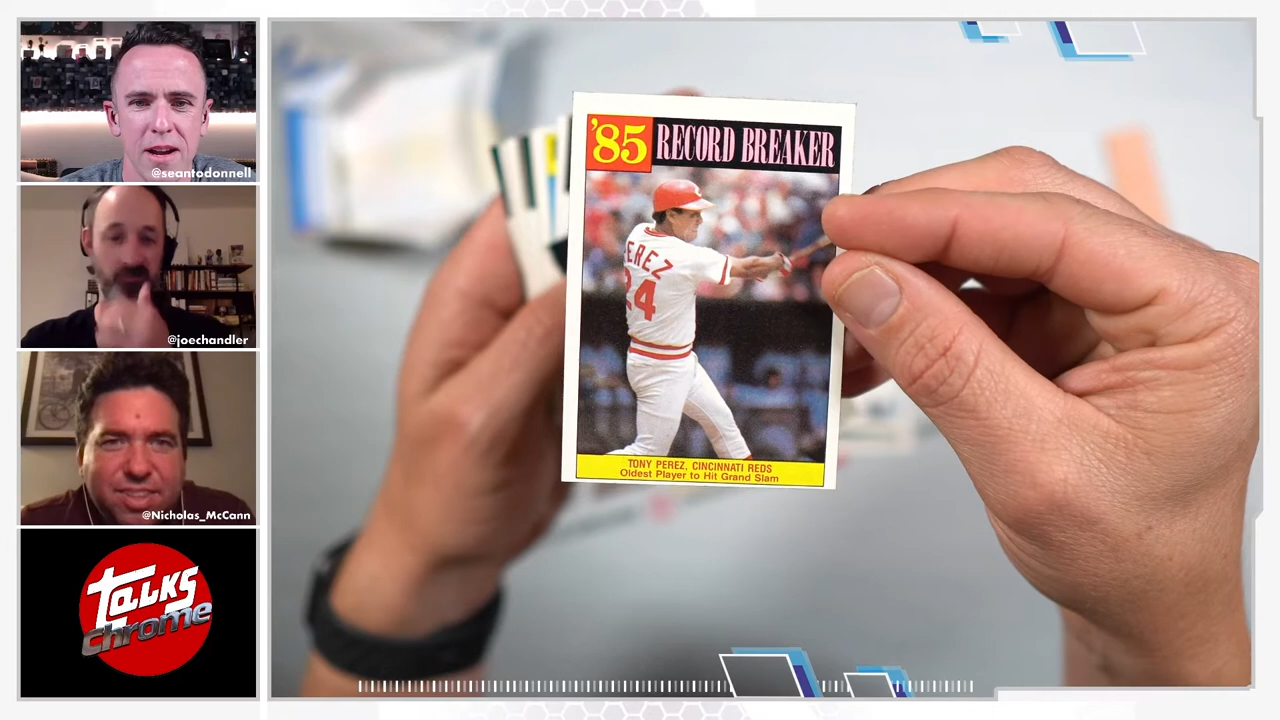 @seantodonnell
@joechandler
@Nicholas_McCann
TALKS
Chrome
'85
RECORD BREAKER
EREZ
24
TONY PEREZ, CINCINNATI REDS
Oldest Player to Hit Grand Slam